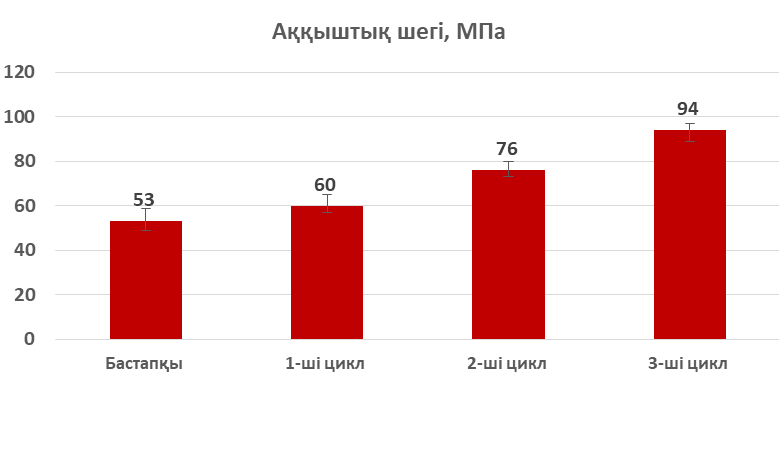 Аққыштық шегі, МПа
120
100
80
60
40
20
0
53
60
76
94
Бастапқы
1-ші цикл
2-ші цикл
3-ші цикл